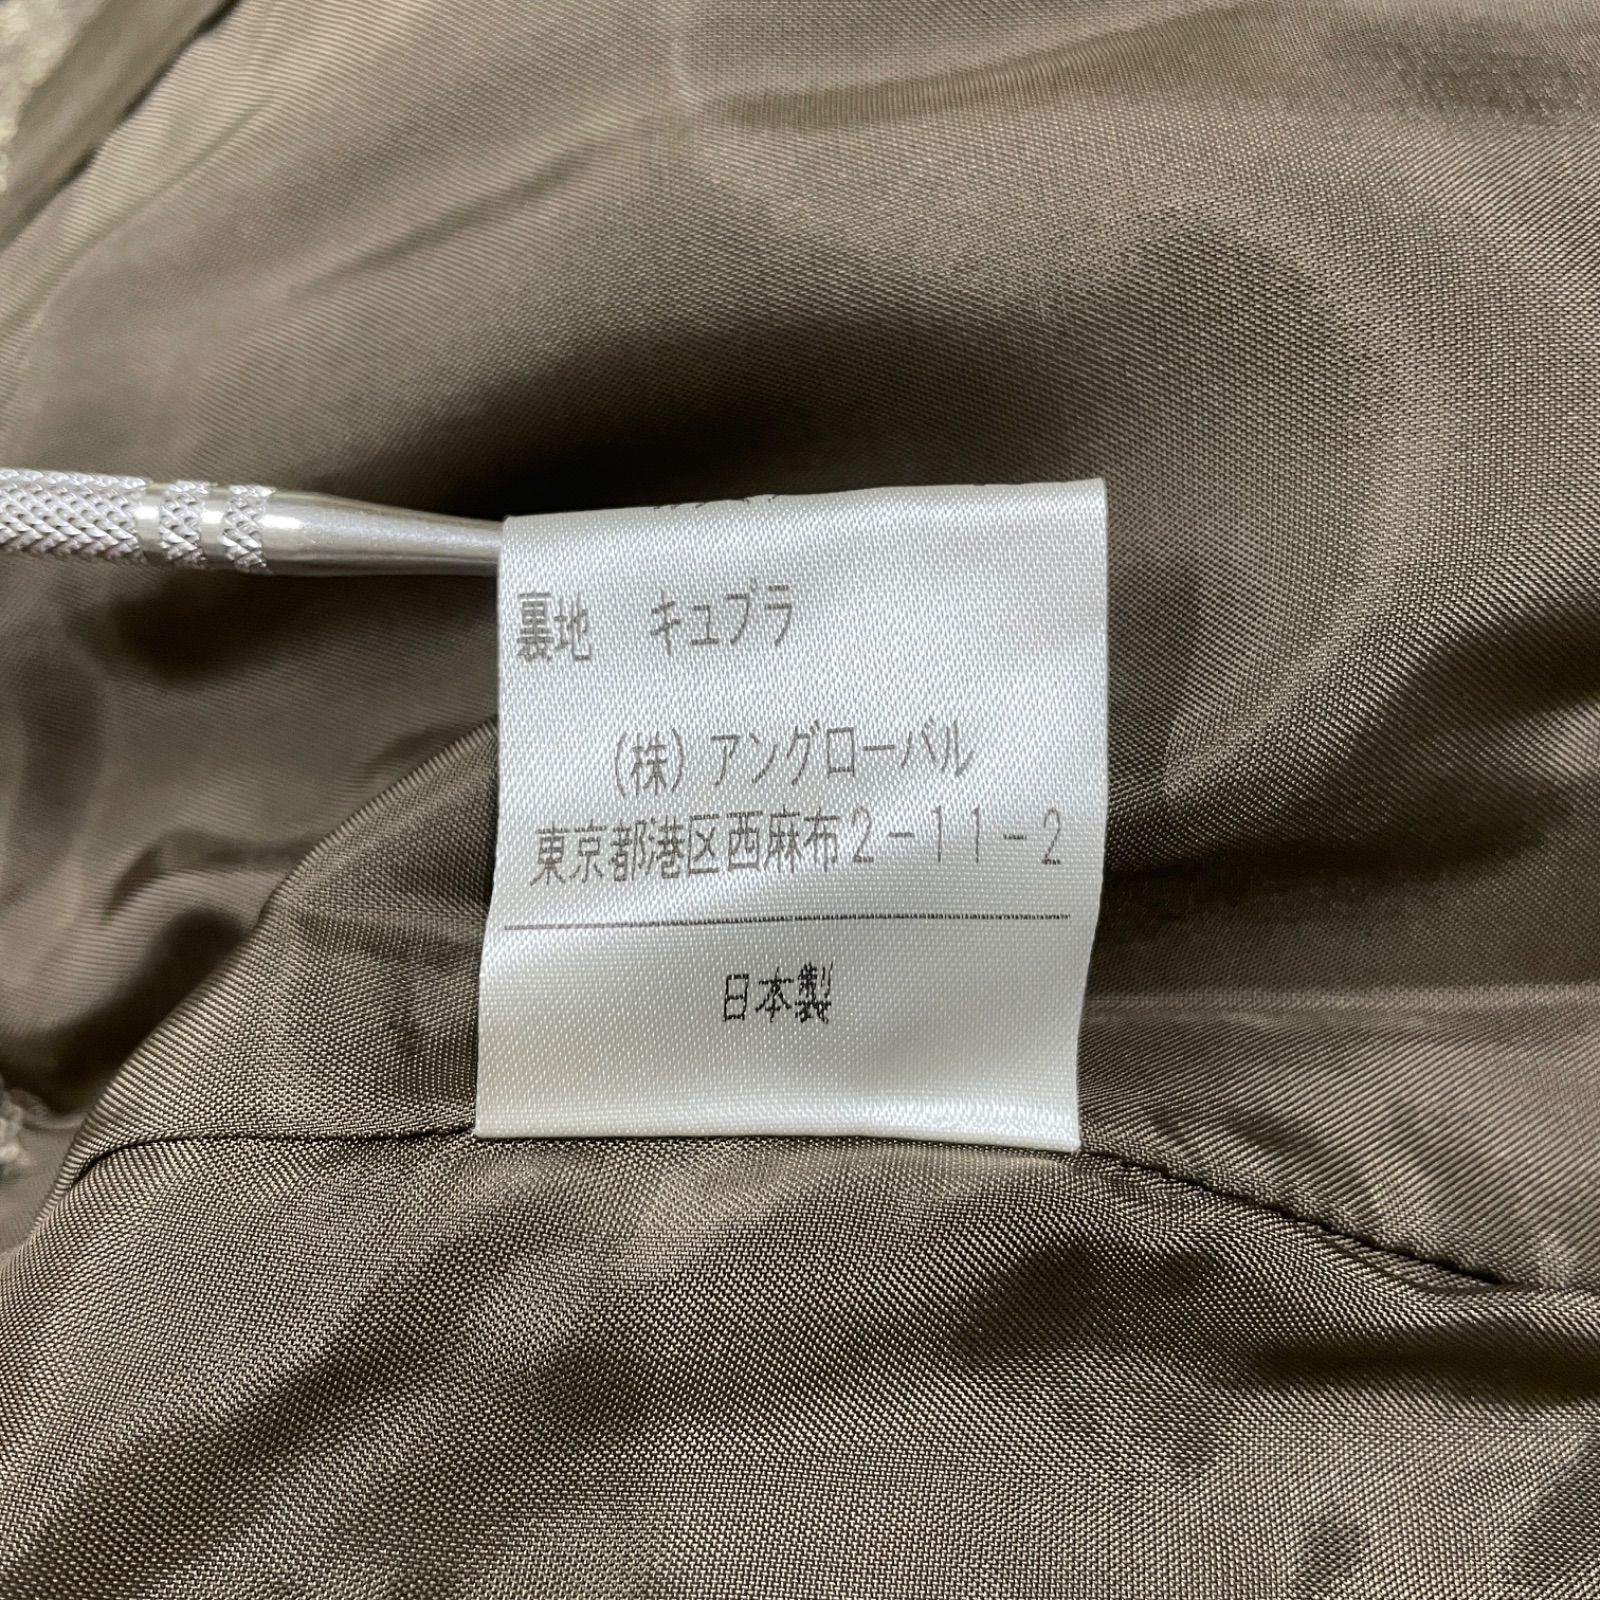 裏地　キュプラ
(株)アングローバル
東京都港区西麻布2-11-2
日本製